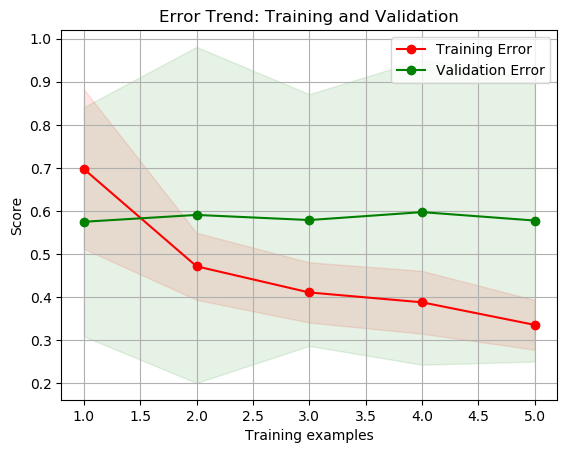 Error Trend: Training and Validation
Training Error
Validation Error
Score
1.0
0.9
0.8
0.7
0.6
0.5
0.4
0.3
0.2
1.0 1.5 2.0 2.5 3.0 3.5 4.0 4.5 5.0
Training examples